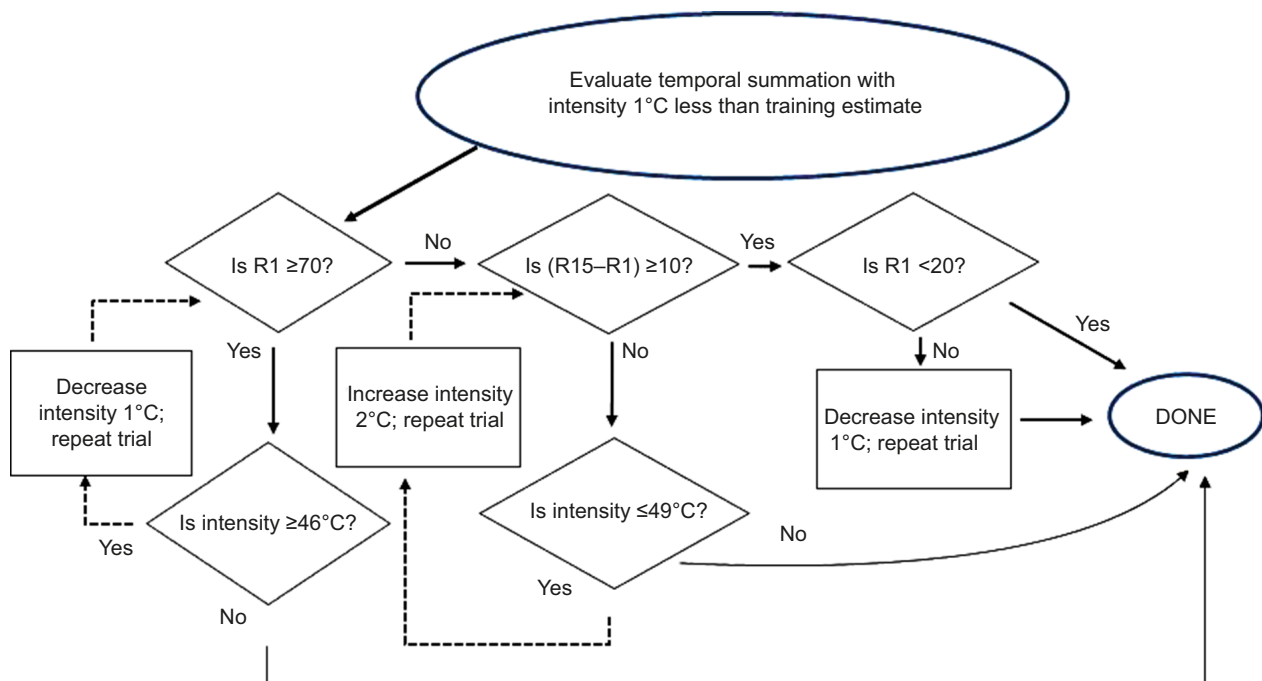 Evaluate temporal summation with
intensity 1°C less than training estimate
Is R1 ≥70?
No
Is (R15–R1) ≥10?
Yes
Is R1 <20?
Yes
Yes
No
No
Decrease
intensity 1°C;
repeat trial
Increase intensity
2°C; repeat trial
Decrease intensity
1°C; repeat trial
DONE
Is intensity ≥46°C?
Yes
No
Is intensity ≤49°C?
No
Yes